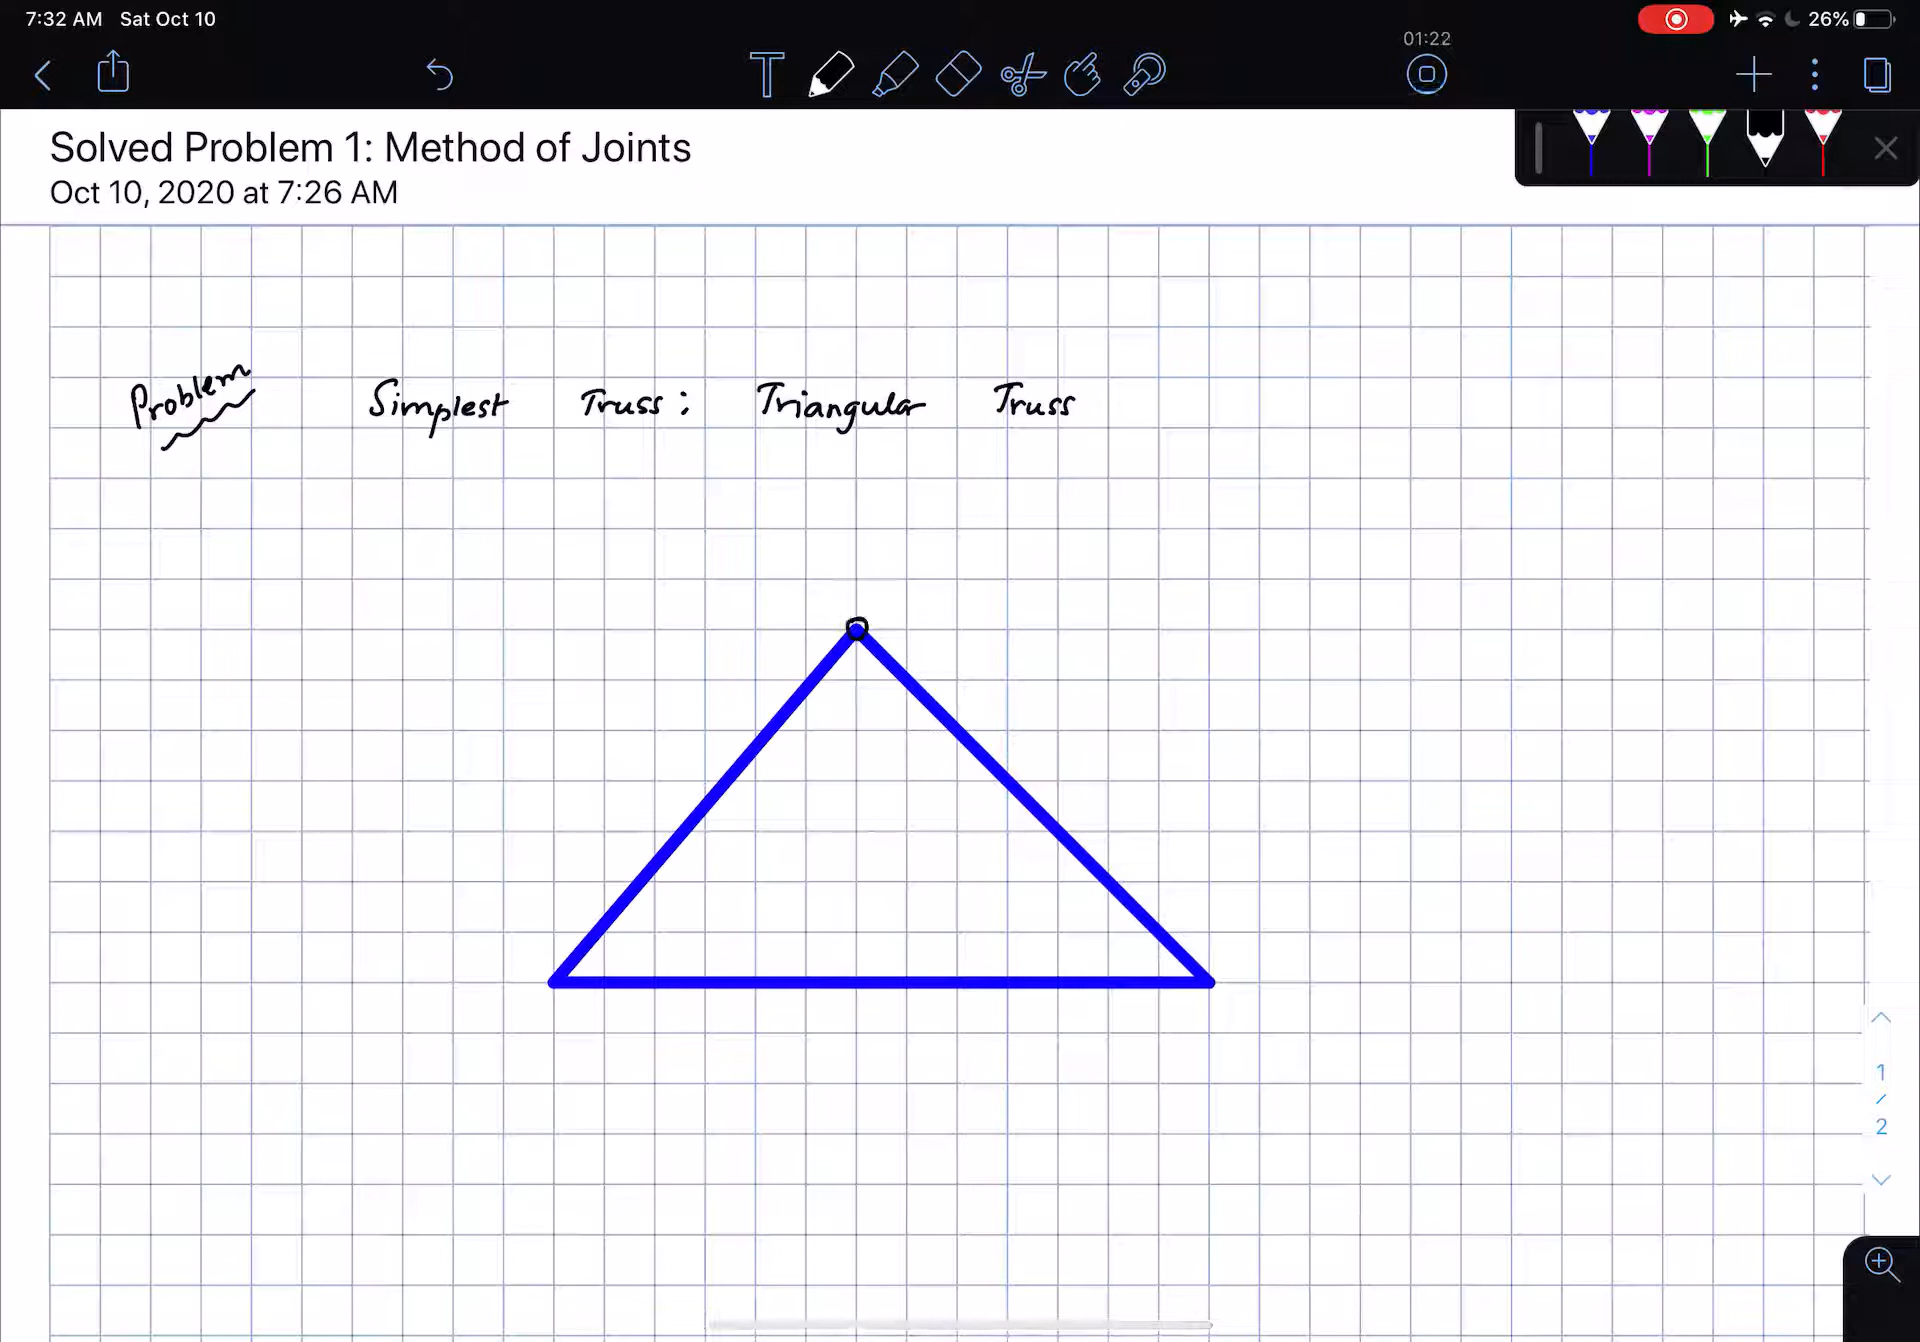 7:32 AM Sat Oct 10
26%
01:22
T
Solved Problem 1: Method of Joints
Oct 10, 2020 at 7:26 AM
Problem Simplest Truss: Triangular Truss
1
/
2